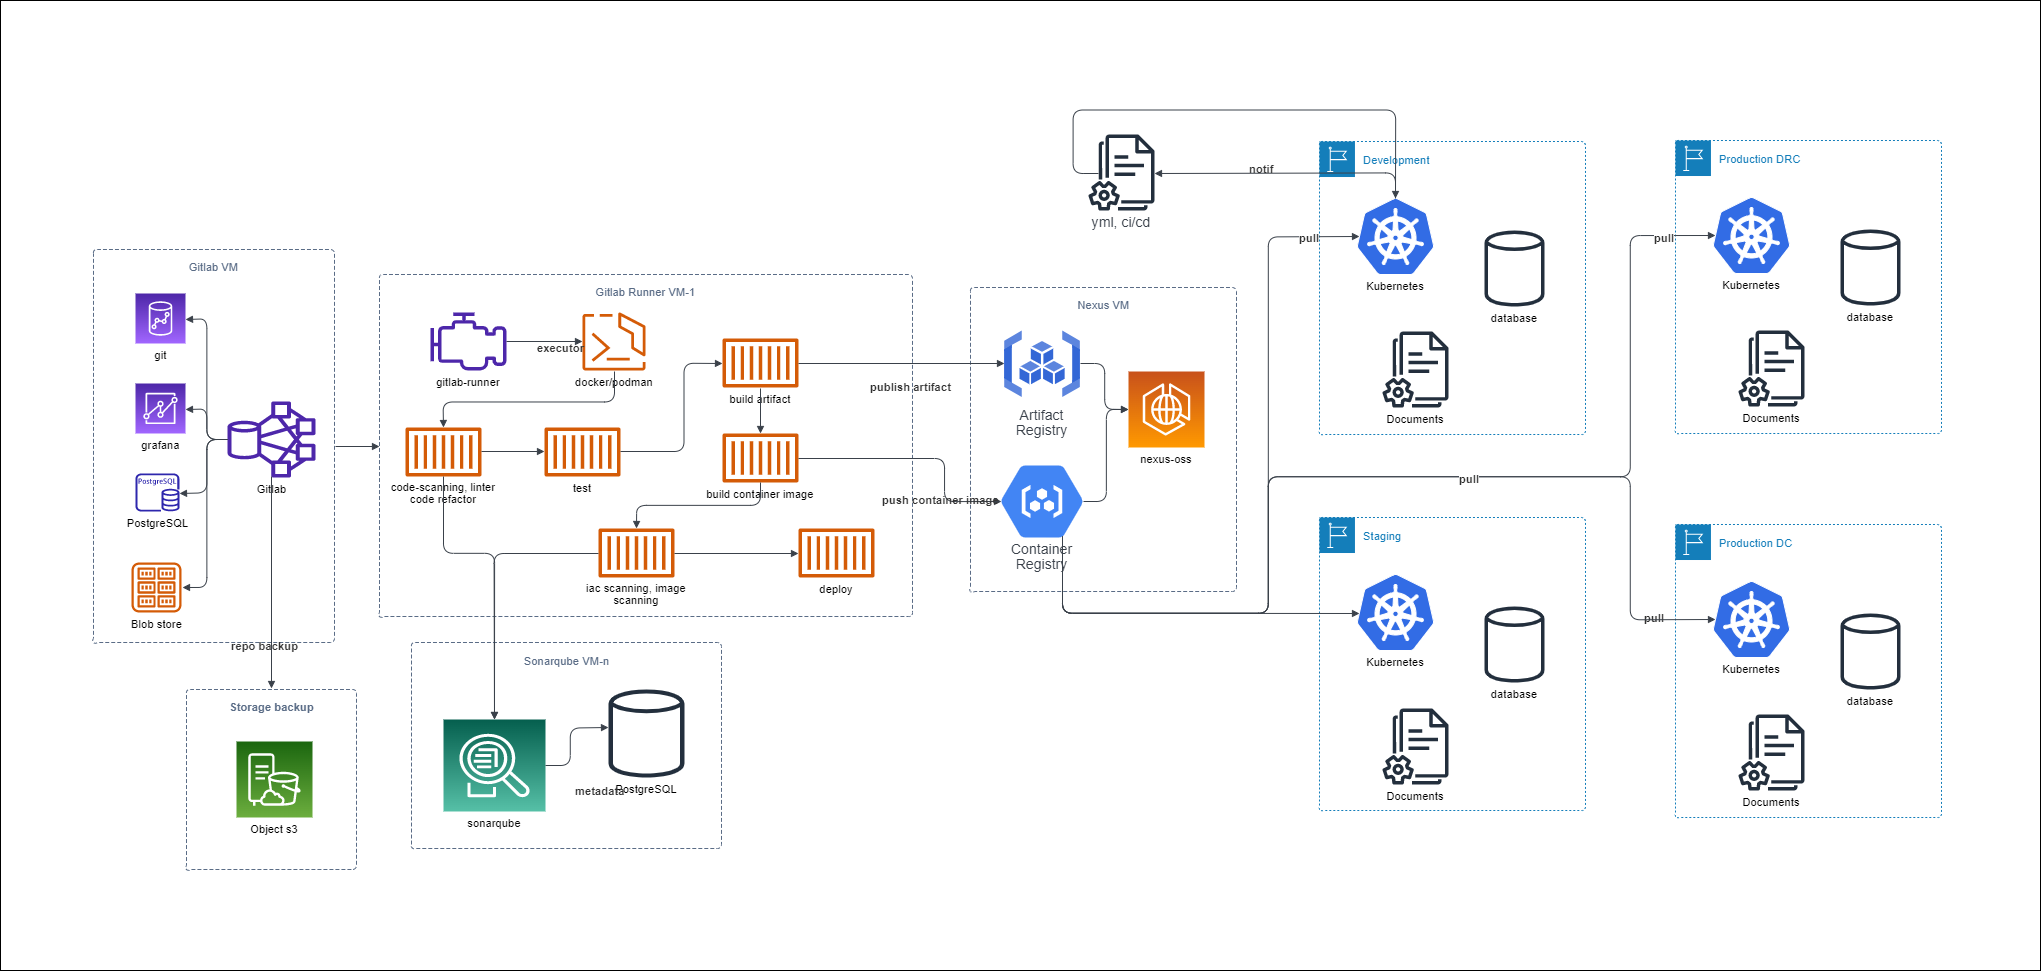 Gitlab VM
git
grafana
PostgreSQL
PostgreSQL
Blob store
Gitlab
repo backup
Storage backup
Object s3
Gitlab Runner VM-1
gitlab-runner
executor
docker/podman
code-scanning, linter
code refactor
test
build artifact
build container image
iac scanning, image
scanning
deploy
Sonarqube VM-n
sonarqube
metadata
PostgreSQL
publish artifact
push container image
Nexus VM
Artifact
Registry
Container
Registry
nexus-oss
yml, ci/cd
notif
pull
Development
Kubernetes
database
Documents
pull
Staging
Kubernetes
database
Documents
pull
Production DRC
Kubernetes
database
Documents
pull
Production DC
Kubernetes
database
Documents